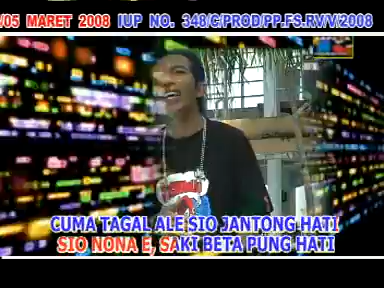 /05 MARET 2008 IUP NO. 348/C/PROD/PP.FS.RV/V/2008
CUMA TAGAL ALE SIO JANTONG HATI
SIO NONA E, SAKI BETA PUNG HATI